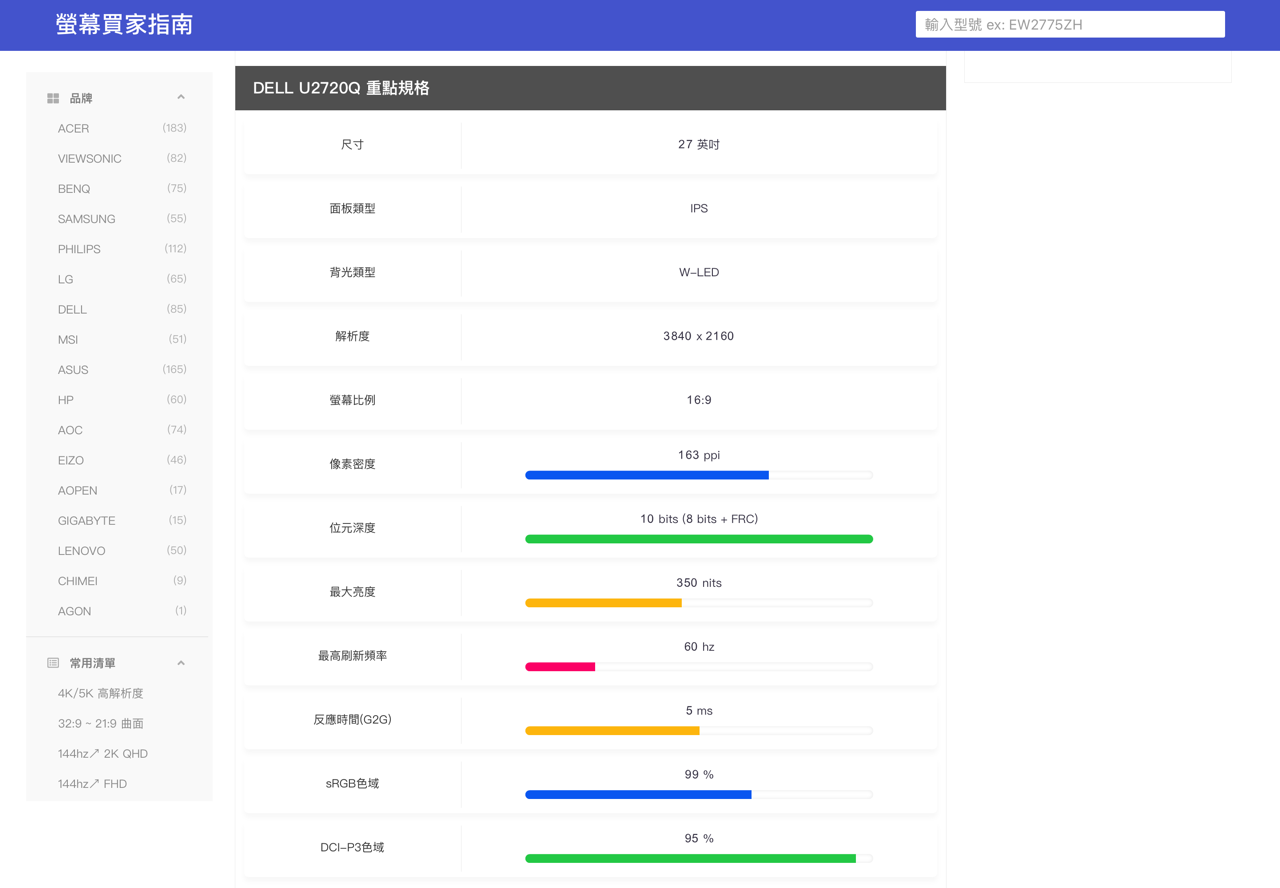 螢幕買家指南
輸入型號 ex: EW2775ZH
品牌
ACER (183)
VIEWSONIC (82)
BENQ (75)
SAMSUNG (55)
PHILIPS (112)
LG (65)
DELL (85)
MSI (51)
ASUS (165)
HP (60)
AOC (74)
EIZO (46)
AOPEN (17)
GIGABYTE (15)
LENOVO (50)
CHIMEI (9)
AGON (1)
常用清單
4K/5K 高解析度
32:9 ~ 21:9 曲面
144hz↗ 2K QHD
144hz↗ FHD
DELL U2720Q 重點規格
尺寸 27 英吋
面板類型 IPS
背光類型 W-LED
解析度 3840 x 2160
螢幕比例 16:9
像素密度 163 ppi
位元深度 10 bits (8 bits + FRC)
最大亮度 350 nits
最高刷新頻率 60 hz
反應時間(G2G) 5 ms
sRGB色域 99 %
DCI-P3色域 95 %